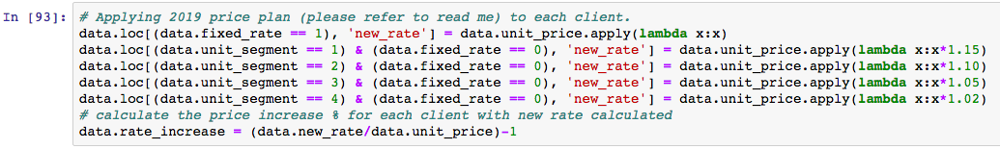 In [93]: # Applying 2019 price plan (please refer to read me) to each client.
data.loc[(data.fixed_rate == 1), 'new_rate'] = data.unit_price.apply(lambda x:x)
data.loc[(data.unit_segment == 1) & (data.fixed_rate == 0), 'new_rate'] = data.unit_price.apply(lambda x:x*1.15)
data.loc[(data.unit_segment == 2) & (data.fixed_rate == 0), 'new_rate'] = data.unit_price.apply(lambda x:x*1.10)
data.loc[(data.unit_segment == 3) & (data.fixed_rate == 0), 'new_rate'] = data.unit_price.apply(lambda x:x*1.05)
data.loc[(data.unit_segment == 4) & (data.fixed_rate == 0), 'new_rate'] = data.unit_price.apply(lambda x:x*1.02)
# calculate the price increase % for each client with new rate calculated
data.rate_increase = (data.new_rate/data.unit_price)-1